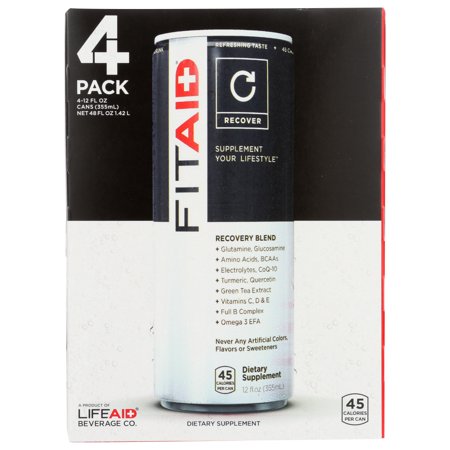 4
PACK
4-12 FL OZ
CANS (355mL)
NET 48 FL OZ 1.42 L
REFRESHING TASTE
RECOVER
SUPPLEMENT
YOUR LIFESTYLE™
FITAID
RECOVERY BLEND
+ Glutamine, Glucosamine
+ Amino Acids, BCAAs
+ Electrolytes, CoQ-10
+ Turmeric, Quercetin
+ Green Tea Extract
+ Vitamins C, D & E
+ Full B Complex
+ Omega 3 EFA
Never Any Artificial Colors,
Flavors or Sweeteners
45
CALORIES
PER CAN
Dietary
Supplement
12 fl oz (355mL)
A PRODUCT OF
LIFEAID
BEVERAGE CO.
DIETARY SUPPLEMENT
45
CALORIES
PER CAN